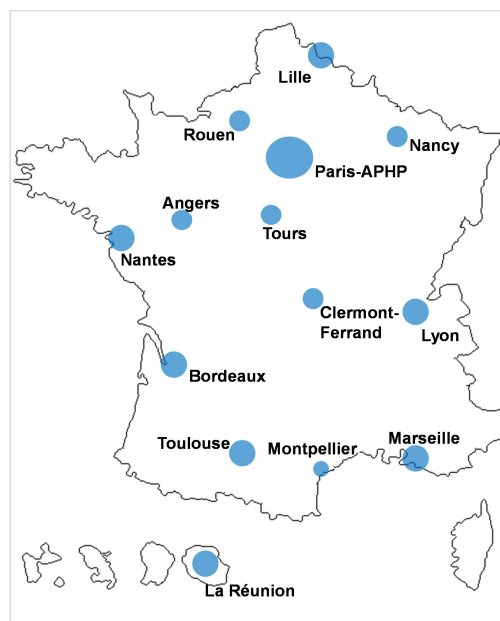 Lille
Rouen
Nancy
Paris-APHP
Angers
Tours
Nantes
Clermont-
Ferrand
Lyon
Bordeaux
Toulouse
Montpellier
Marseille
La Réunion